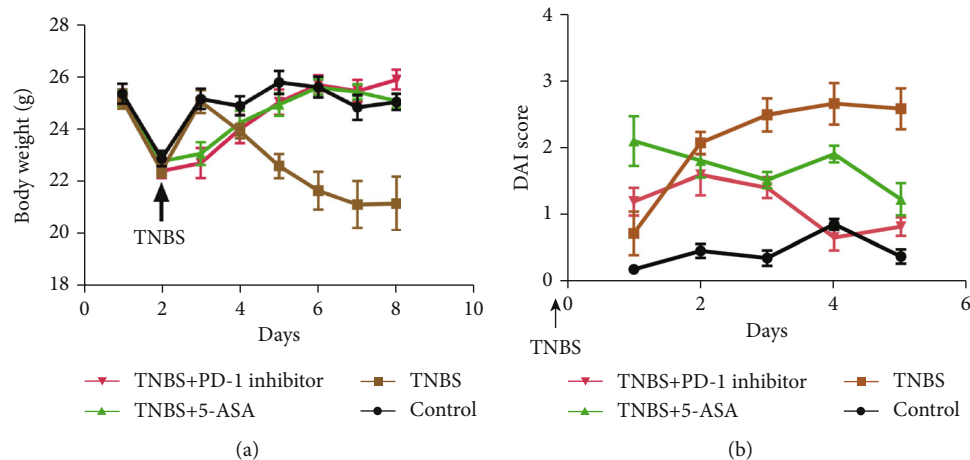 28
26
24
22
20
18
Body weight (g)
TNBS
0 2 4 6 8 10
Days
TNBS+PD-1 inhibitor TNBS
TNBS+5-ASA Control
(a)
4
3
2
1
0
DAI score
0 2 4 6
TNBS
Days
TNBS+PD-1 inhibitor TNBS
TNBS+5-ASA Control
(b)